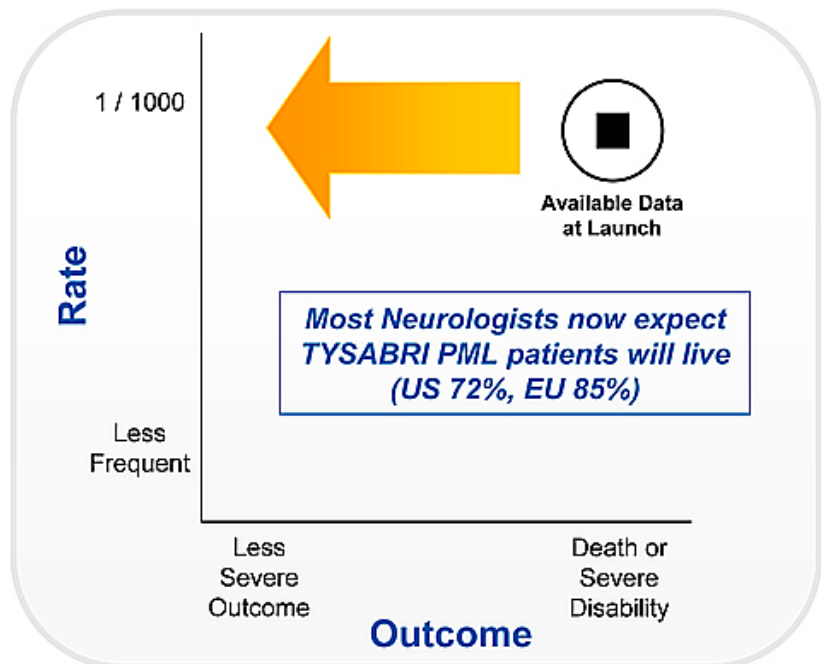 1 / 1000
Available Data
at Launch
Rate
Most Neurologists now expect
TYSABRI PML patients will live
(US 72%, EU 85%)
Less
Frequent
Less
Severe
Outcome
Death or
Severe
Disability
Outcome